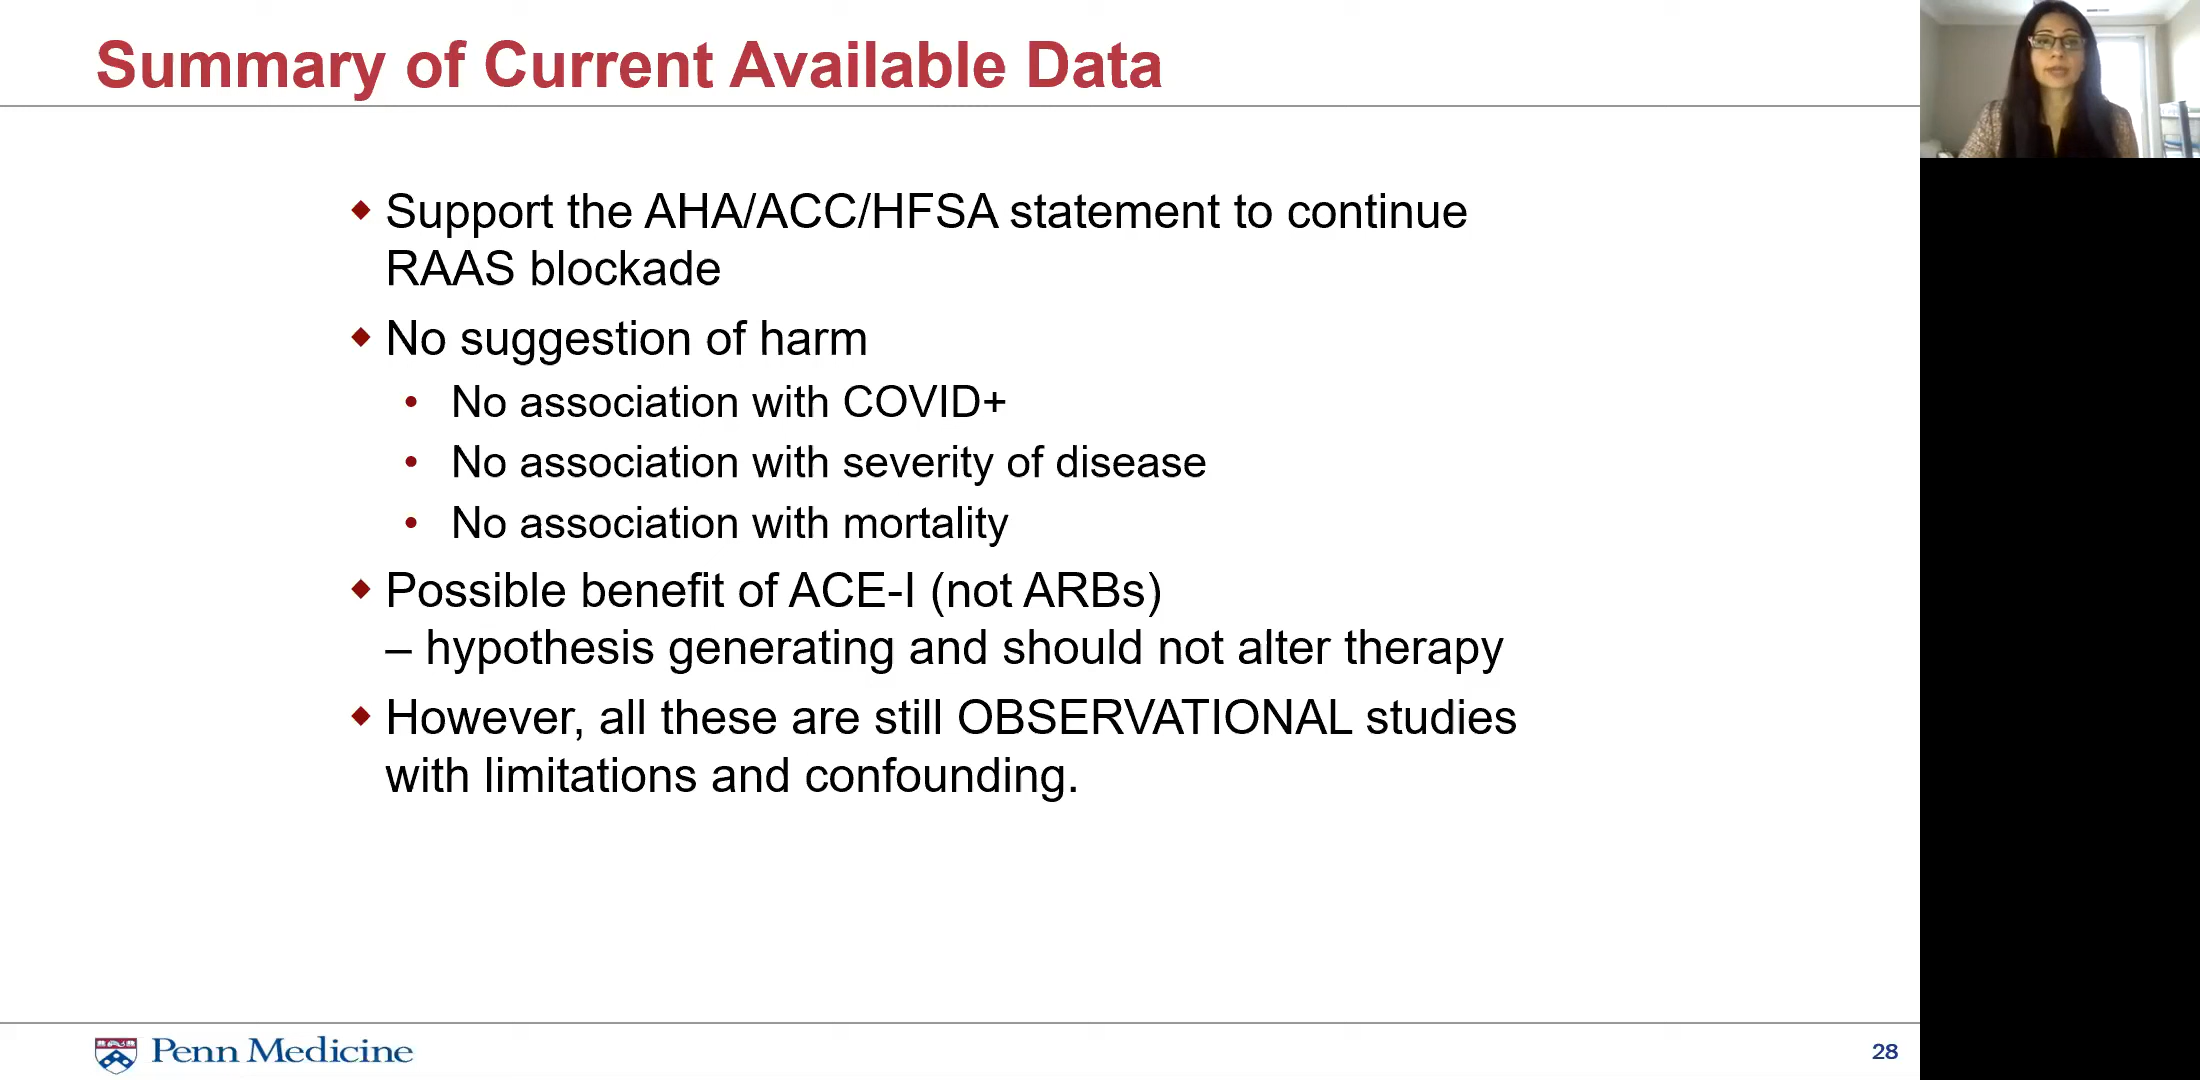 Summary of Current Available Data
◆ Support the AHA/ACC/HFSA statement to continue
RAAS blockade
◆ No suggestion of harm
• No association with COVID+
• No association with severity of disease
• No association with mortality
◆ Possible benefit of ACE-I (not ARBs)
– hypothesis generating and should not alter therapy
◆ However, all these are still OBSERVATIONAL studies
with limitations and confounding.
Penn Medicine
28